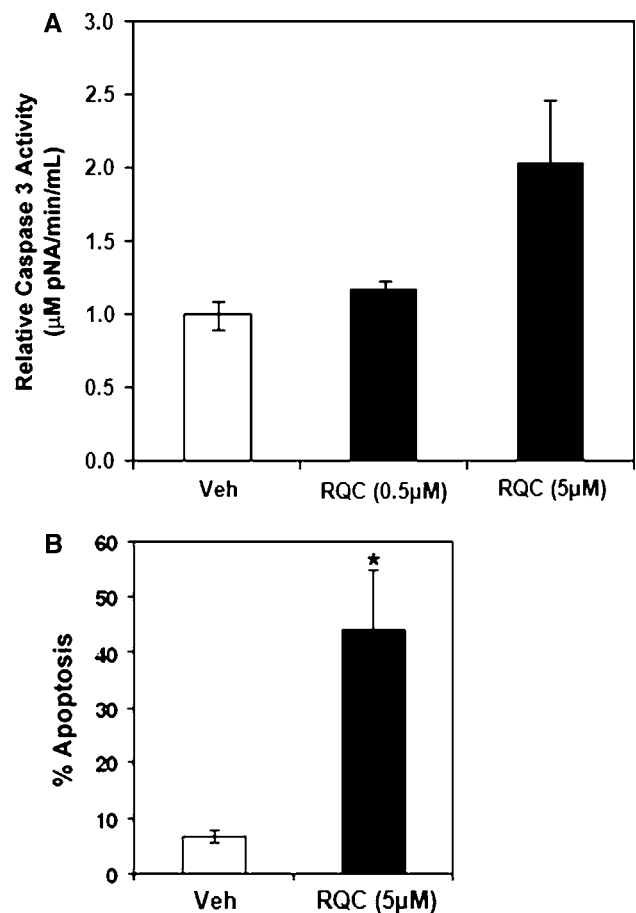 A
Relative Caspase 3 Activity
(µM pNA/min/mL)
3.0
2.5
2.0
1.5
1.0
0.5
0.0
Veh
RQC (0.5µM)
RQC (5µM)
B
% Apoptosis
60
50
40
30
20
10
0
*
Veh
RQC (5µM)